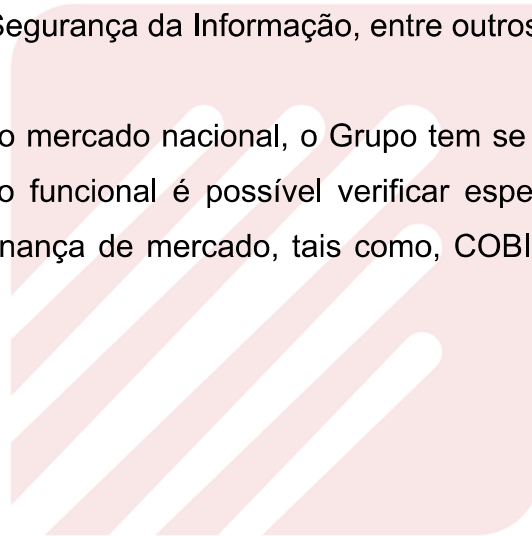 Segurança da Informação, entre outros
o mercado nacional, o Grupo tem se
o funcional é possível verificar espe
nança de mercado, tais como, COBI